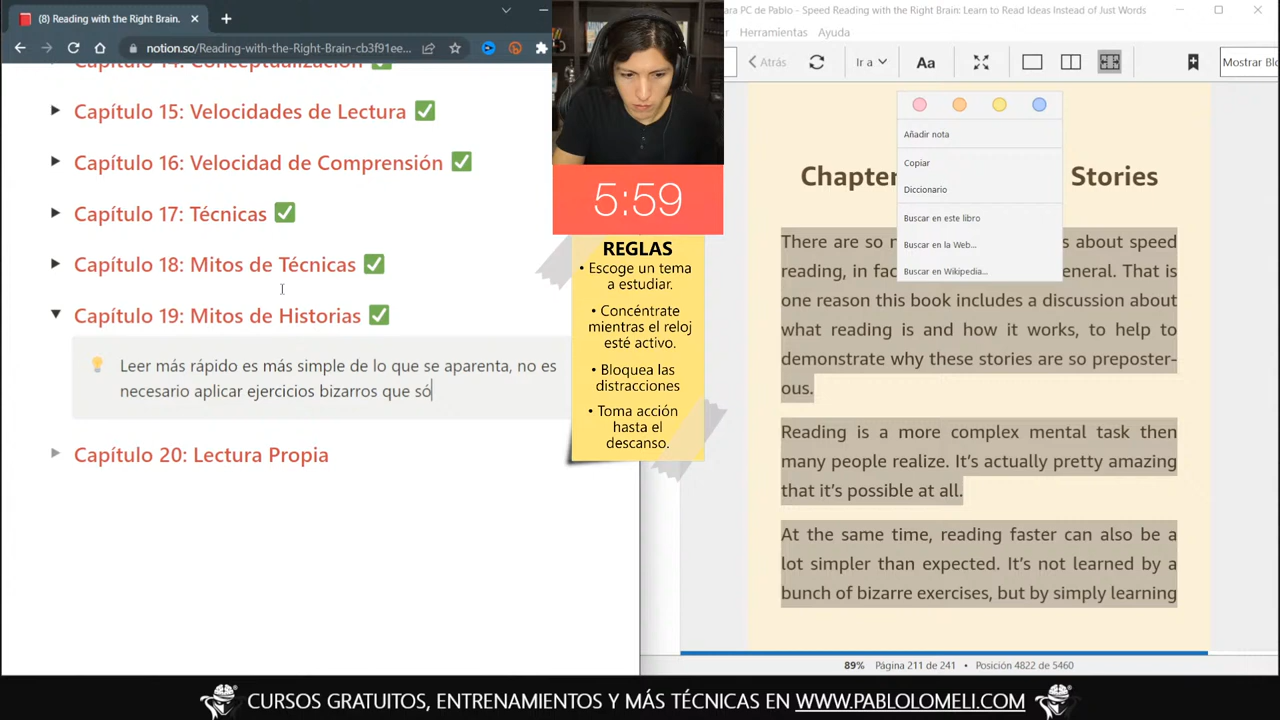 (8) Reading with the Right Brain.
notion.so/Reading-with-the-Right-Brain-cb3f91ee...
Capítulo 14: Conceptualización
Capítulo 15: Velocidades de Lectura
Capítulo 16: Velocidad de Comprensión
Capítulo 17: Técnicas
Capítulo 18: Mitos de Técnicas
Capítulo 19: Mitos de Historias
Leer más rápido es más simple de lo que se aparenta, no es
necesario aplicar ejercicios bizarros que só
Capítulo 20: Lectura Propia
5:59
REGLAS
• Escoge un tema
a estudiar.
• Concéntrate
mientras el reloj
esté activo.
• Bloquea las
distracciones
• Toma acción
hasta el
descanso.
ara PC de Pablo - Speed Reading with the Right Brain: Learn to Read Ideas Instead of Just Words
Herramientas Ayuda
Atrás
Ir a
Aa
Mostrar Blo
Añadir nota
Copiar
Diccionario
Buscar en este libro
Buscar en la Web...
Buscar en Wikipedia...
Chapter Stories
There are so about speed
reading, in eneral. That is
one reason this book includes a discussion about
what reading is and how it works, to help to
demonstrate why these stories are so preposter-
ous.
Reading is a more complex mental task then
many people realize. It's actually pretty amazing
that it's possible at all.
At the same time, reading faster can also be a
lot simpler than expected. It's not learned by a
bunch of bizarre exercises, but by simply learning
89% Página 211 de 241 • Posición 4822 de 5460
CURSOS GRATUITOS, ENTRENAMIENTOS Y MÁS TÉCNICAS EN WWW.PABLOLOMELI.COM